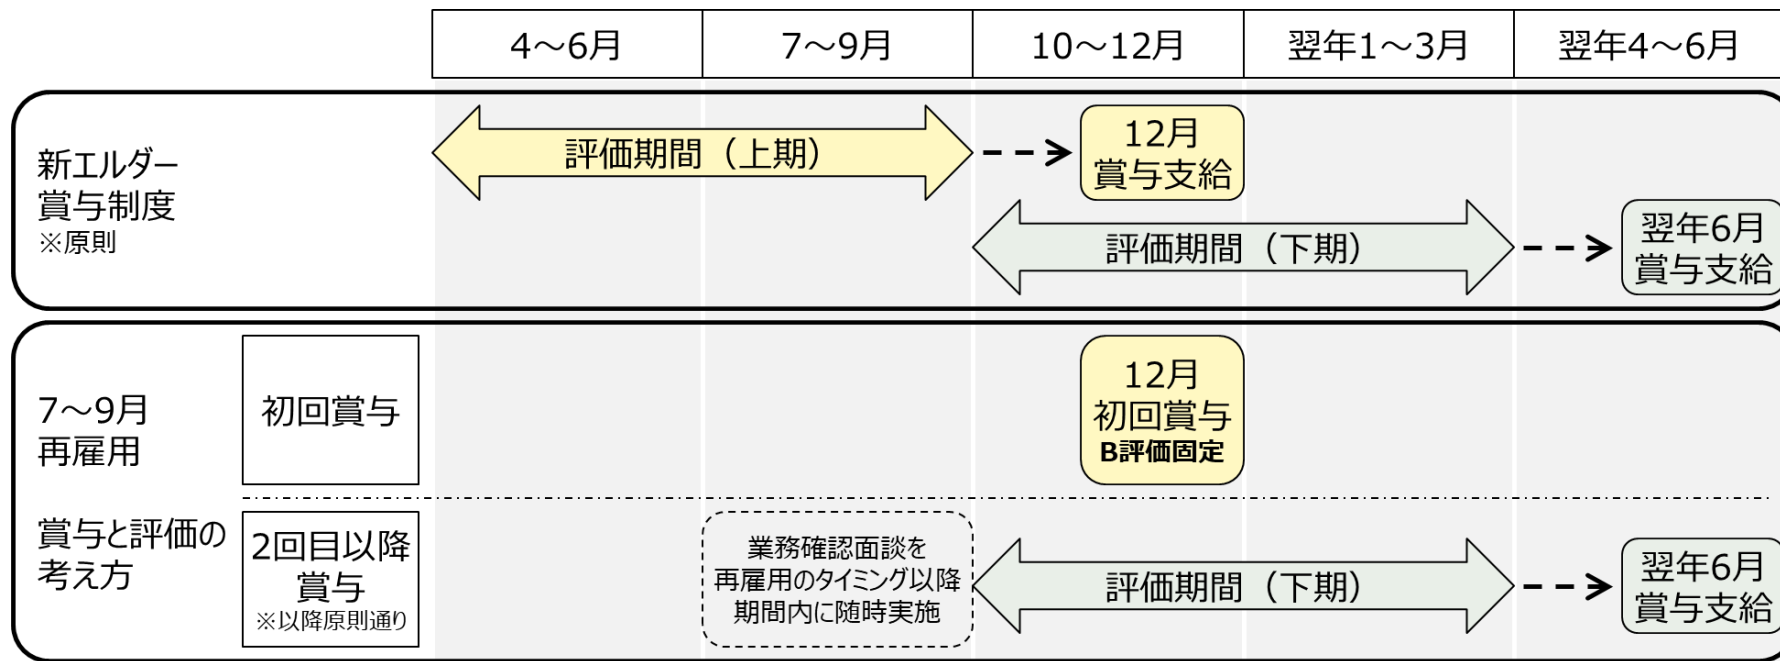 4～6月
7～9月
10～12月
翌年1～3月
翌年4～6月
新エルダー
賞与制度
※原則
評価期間（上期）
12月
賞与支給
評価期間（下期）
翌年6月
賞与支給
7～9月
再雇用
賞与と評価の
考え方
初回賞与
12月
初回賞与
B評価固定
2回目以降
賞与
※以降原則通り
業務確認面談を
再雇用のタイミング以降
期間内に随時実施
評価期間（下期）
翌年6月
賞与支給